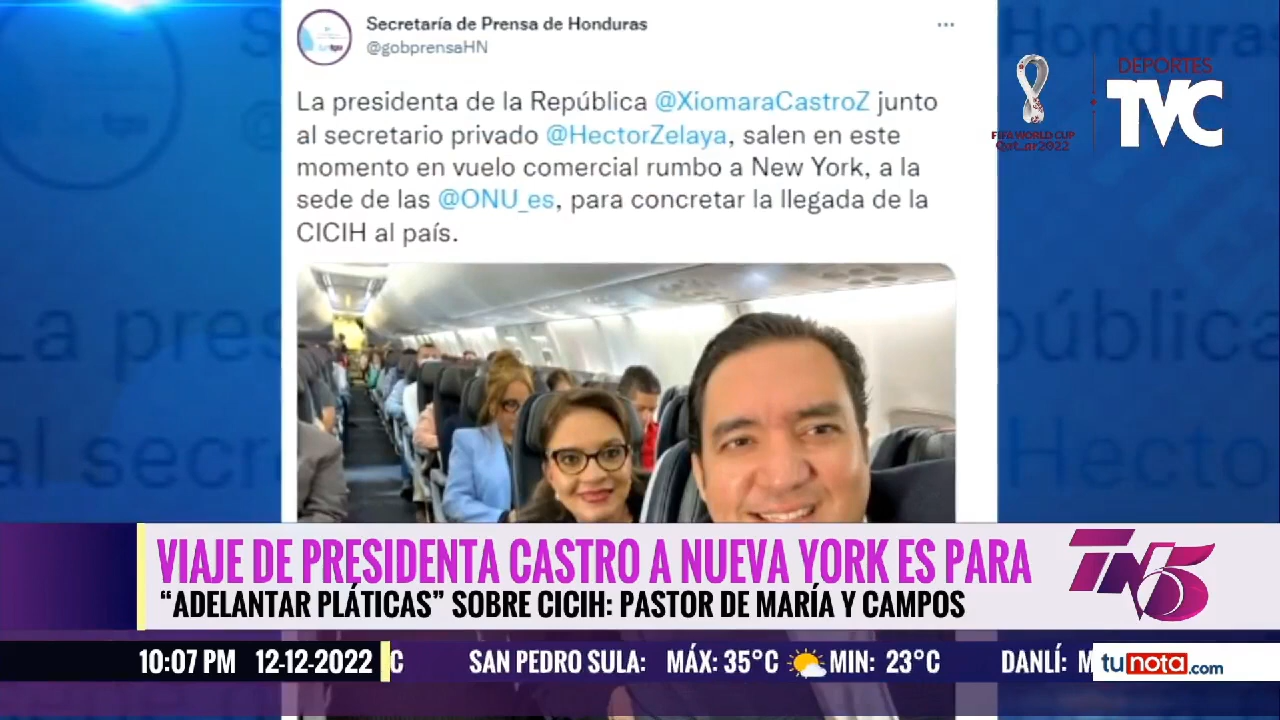 Secretaría de Prensa de Honduras
@gobprensaHN
La presidenta de la República @XiomaraCastroZ junto
al secretario privado @HectorZelaya, salen en este
momento en vuelo comercial rumbo a New York, a la
sede de las @ONU_es, para concretar la llegada de la
CICIH al país.
DEPORTES
TVC
FIFA WORLD CUP
Qatar2022
VIAJE DE PRESIDENTA CASTRO A NUEVA YORK ES PARA
“ADELANTAR PLÁTICAS” SOBRE CICIH: PASTOR DE MARÍA Y CAMPOS
TN5
10:07 PM 12-12-2022 C SAN PEDRO SULA: MÁX: 35°C MIN: 23°C DANLÍ: M
tunota.com